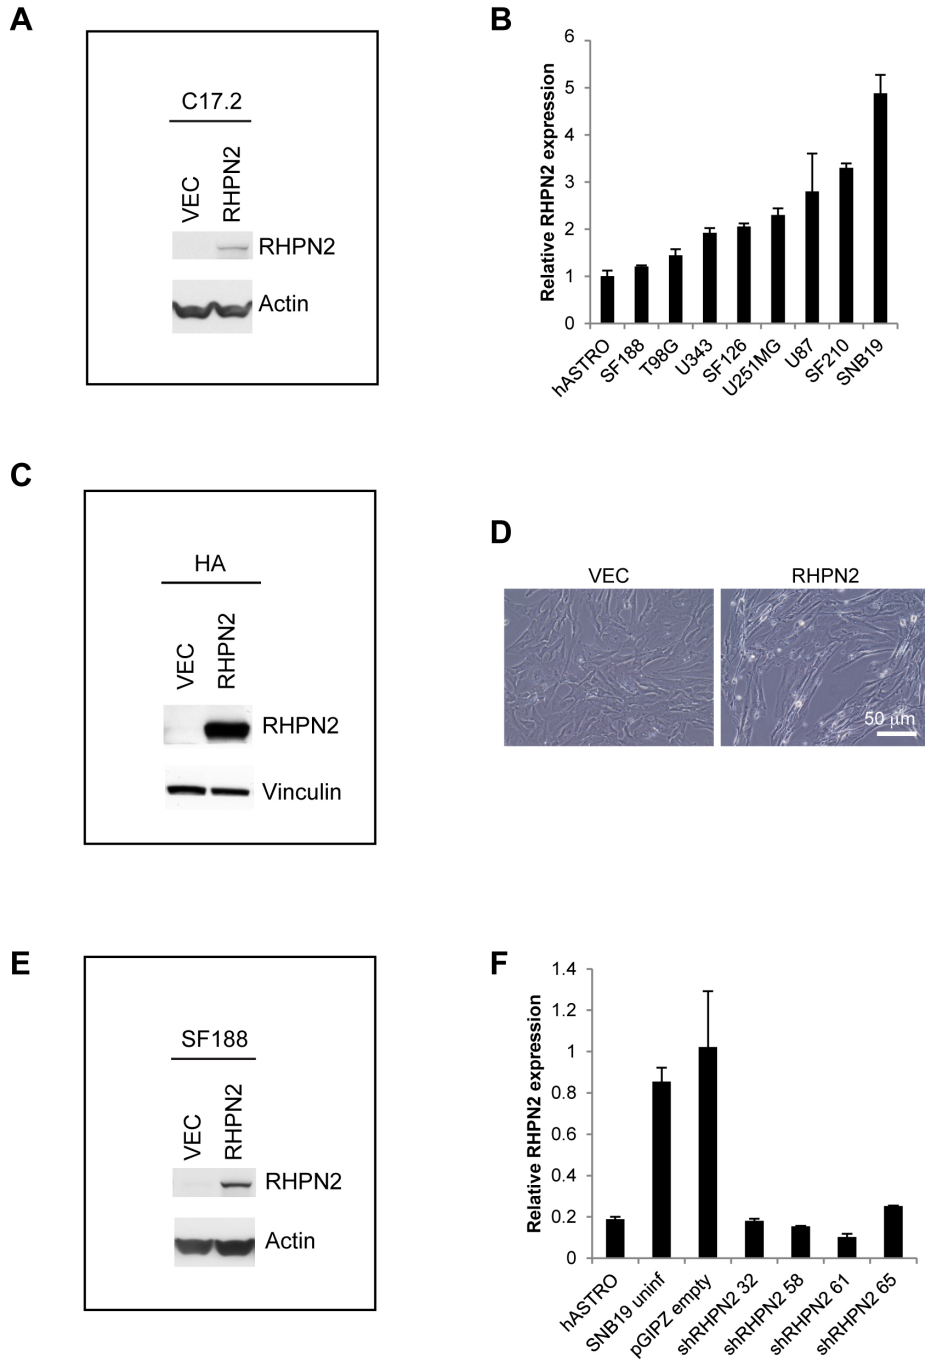 A
C17.2
VEC
RHPN2
RHPN2
Actin
B
Relative RHPN2 expression
6
5
4
3
2
1
0
hASTRO
SF188
T98G
U343
SF126
U251MG
U87
SF210
SNB19
C
HA
VEC
RHPN2
RHPN2
Vinculin
D
VEC
RHPN2
50 μm
E
SF188
VEC
RHPN2
RHPN2
Actin
F
Relative RHPN2 expression
1.4
1.2
1
0.8
0.6
0.4
0.2
0
hASTRO
SNB19 uninf
pGIPZ empty
shRHPN2 32
shRHPN2 58
shRHPN2 61
shRHPN2 65